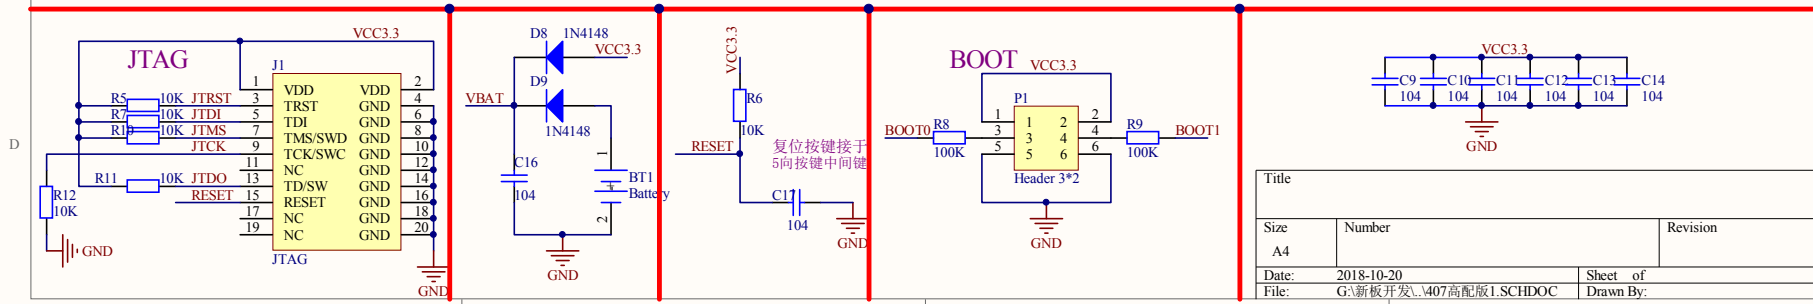 D
JTAG
VCC3.3
J1
1 VDD VDD 2
R5 10K JTRST 3 TRST GND 4
R7 10K JTDI 5 TDI GND 6
R10 10K JTMS 7 TMS/SWD GND 8
JTCK 9 TCK/SWC GND 10
11 NC GND 12
R11 10K JTDO 13 TD/SW GND 14
RESET 15 RESET GND 16
17 NC GND 18
19 NC GND 20
R12
10K
GND
JTAG
GND
D8 1N4148
VCC3.3
D9
VBAT
1N4148
C16
104
1
BT1
Battery
2
GND
VCC3.3
R6
10K
RESET
复位按键接于
5向按键中间键
C17
104
GND
BOOT
VCC3.3
P1
1 1 2 2
BOOT0 R8 3 3 4 4 R9 BOOT1
100K 5 5 6 6 100K
Header 3*2
GND
VCC3.3
C9 C10 C11 C12 C13 C14
104 104 104 104 104 104
GND
Title
Size Number Revision
A4
Date: 2018-10-20 Sheet of
File: G:\新板开发\..\407高配版1.SCHDOC Drawn By: